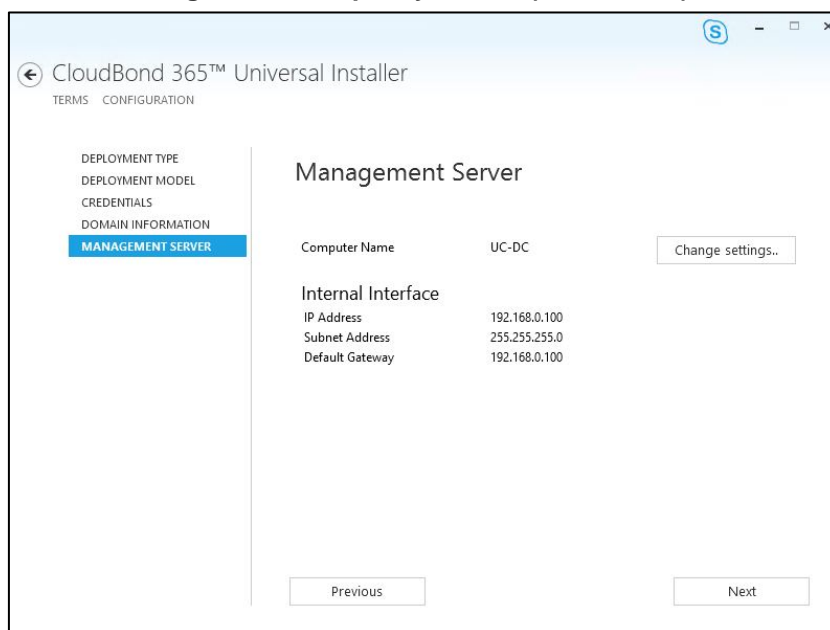 CloudBond 365™ Universal Installer
TERMS CONFIGURATION
DEPLOYMENT TYPE
DEPLOYMENT MODEL
CREDENTIALS
DOMAIN INFORMATION
MANAGEMENT SERVER
Management Server
Computer Name UC-DC Change settings..
Internal Interface
IP Address 192.168.0.100
Subnet Address 255.255.255.0
Default Gateway 192.168.0.100
Previous Next